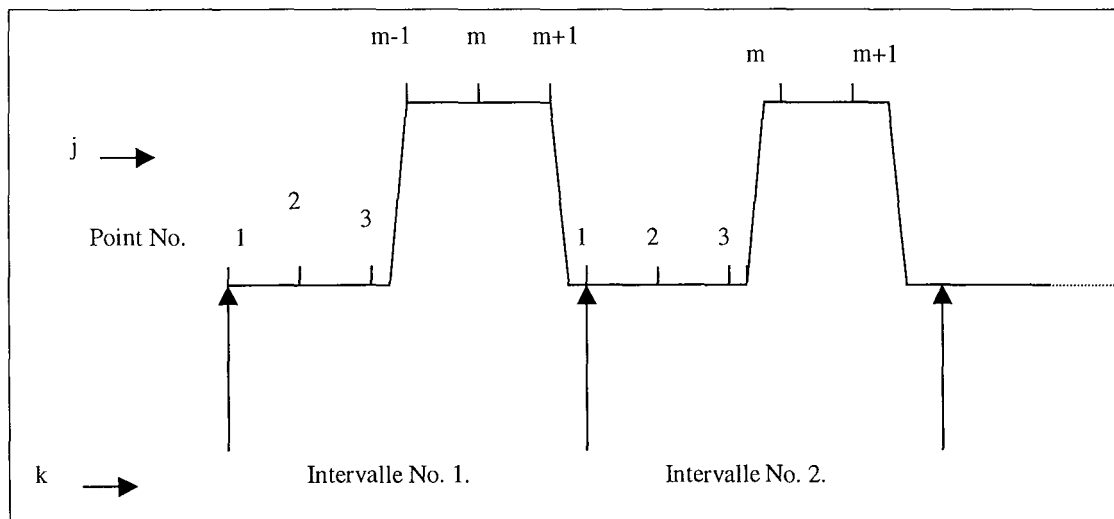 m-1 m m+1
m m+1
j
2
3
Point No. 1
1 2 3
k Intervalle No. 1. Intervalle No. 2.